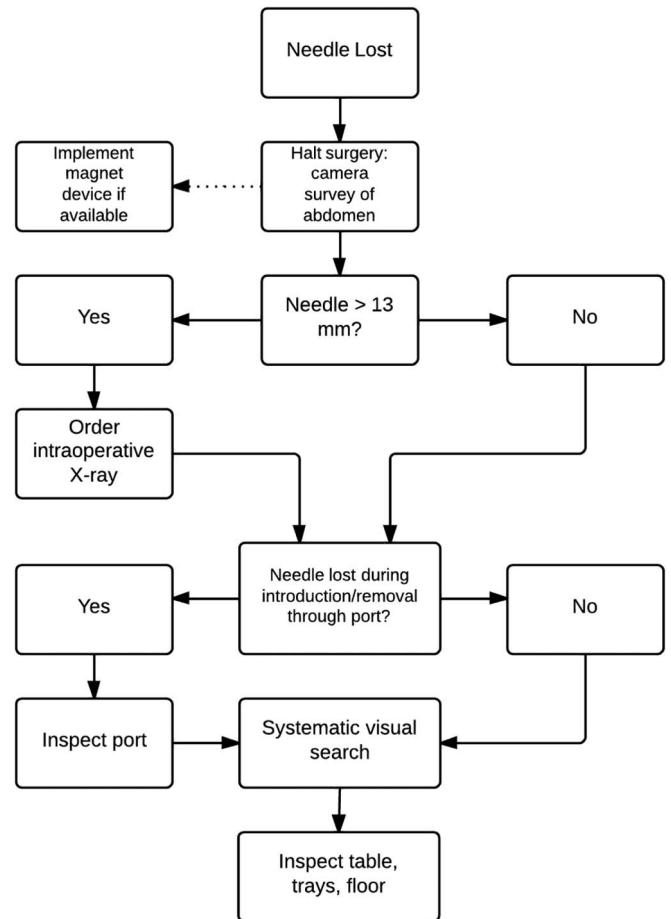 Needle Lost
Implement
magnet
device if
available
Halt surgery:
camera
survey of
abdomen
Yes
Needle > 13
mm?
No
Order
intraoperative
X-ray
Yes
Needle lost during
introduction/removal
through port?
No
Inspect port
Systematic visual
search
Inspect table,
trays, floor